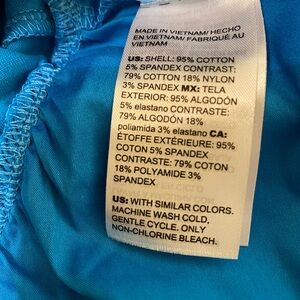 MADE IN VIETNAM/HECHO
EN VIETNAM/FABRIQUÉ AU
VIETNAM
US: SHELL: 95% COTTON
5% SPANDEX CONTRAST:
79% COTTON 18% NYLON
3% SPANDEX MX: TELA
EXTERIOR: 95% ALGODÓN
5% elastano CONTRASTE:
79% ALGODÓN 18%
poliamida 3% elastano CA:
ÉTOFFE EXTÉRIEURE: 95%
COTON 5% SPANDEX
CONTRASTE: 79% COTON
18% POLYAMIDE 3%
SPANDEX
US: WITH SIMILAR COLORS.
MACHINE WASH COLD,
GENTLE CYCLE. ONLY
NON-CHLORINE BLEACH.